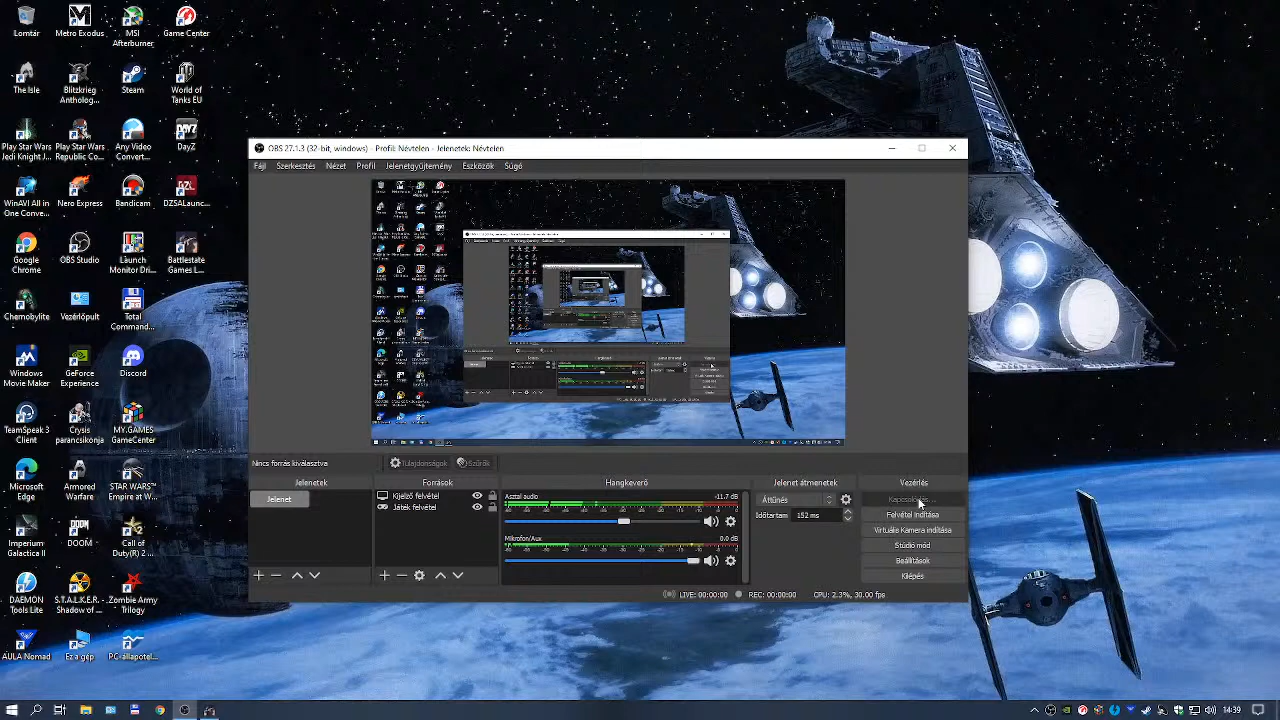 Lomtár
Metro Exodus
MSI Afterburner
Game Center
The Isle
Blitzkrieg Antholog...
Steam
World of Tanks EU
Play Star Wars Jedi Knight J...
Play Star Wars Republic Co...
Any Video Convert...
DayZ
WinAVI All in One Conve...
Nero Express
Bandicam
DZSALaunc...
Google Chrome
OBS Studio
Launch Monitor Dri...
Battlestate Games L...
Chernobylite
Vezérlőpult
Total Command...
Windows Movie Maker
GeForce Experience
Discord
TeamSpeak 3 Client
Crysis parancsikonja
MY.GAMES GameCenter
Microsoft Edge
STAR WARS™ Empire at W...
Armored Warfare
Imperium Galactica II
December 24th
Call of Duty(R) 2...
DAEMON Tools Lite
S.T.A.L.K.E.R. - Shadow of ...
Zombie Army Trilogy
AULA Nomad
Ez a gép
PC-állapotel...
OBS 27.1.3 (32-bit, windows) - Profil: Névtelen - Jelenetek: Névtelen
Fájl Szerkesztés Nézet Profil Jelenetgyűjtemény Eszközök Súgó
Nincs forrás kiválasztva
Tulajdonságok
Szűrők
Jelenetek
Jelenet
Források
Kijelző felvétel
Játék felvétel
Hangkeverő
Asztal audio -11.7 dB
Mikrofon/Aux 0.0 dB
Jelenet átmenetek
Áttűnés
Időtartam 152 ms
Vezérlés
Kapcsolódás...
Felvétel indítása
Virtuális Kamera indítása
Stúdió mód
Beállítások
Kilépés
LIVE: 00:00:00
REC: 00:00:00
CPU: 2.3%, 30.00 fps
14:39